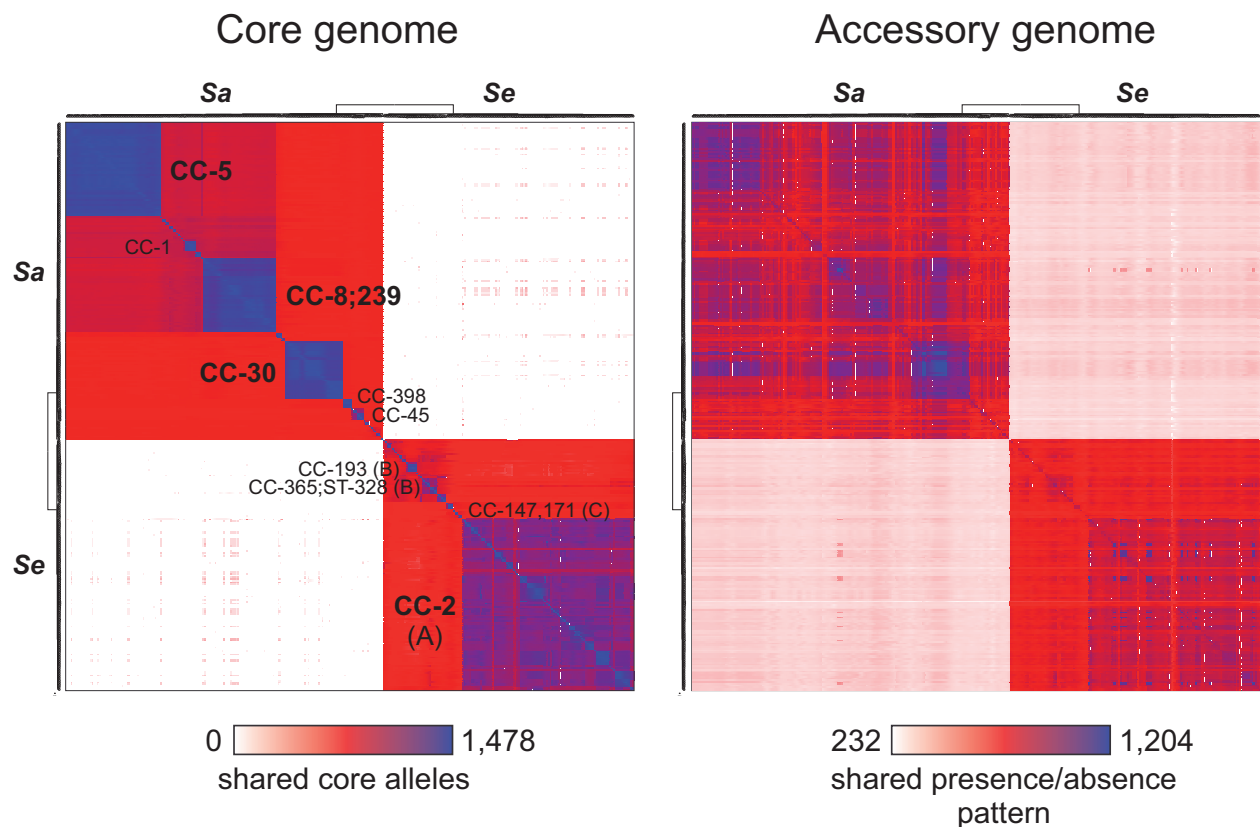 Core genome
Accessory genome
Sa
Se
Sa
Se
CC-5
CC-1
Sa
CC-8;239
CC-30
CC-398
CC-45
CC-193 (B)
CC-365;ST-328 (B)
CC-147,171 (C)
Se
CC-2
(A)
0
1,478
232
1,204
shared core alleles
shared presence/absence
pattern